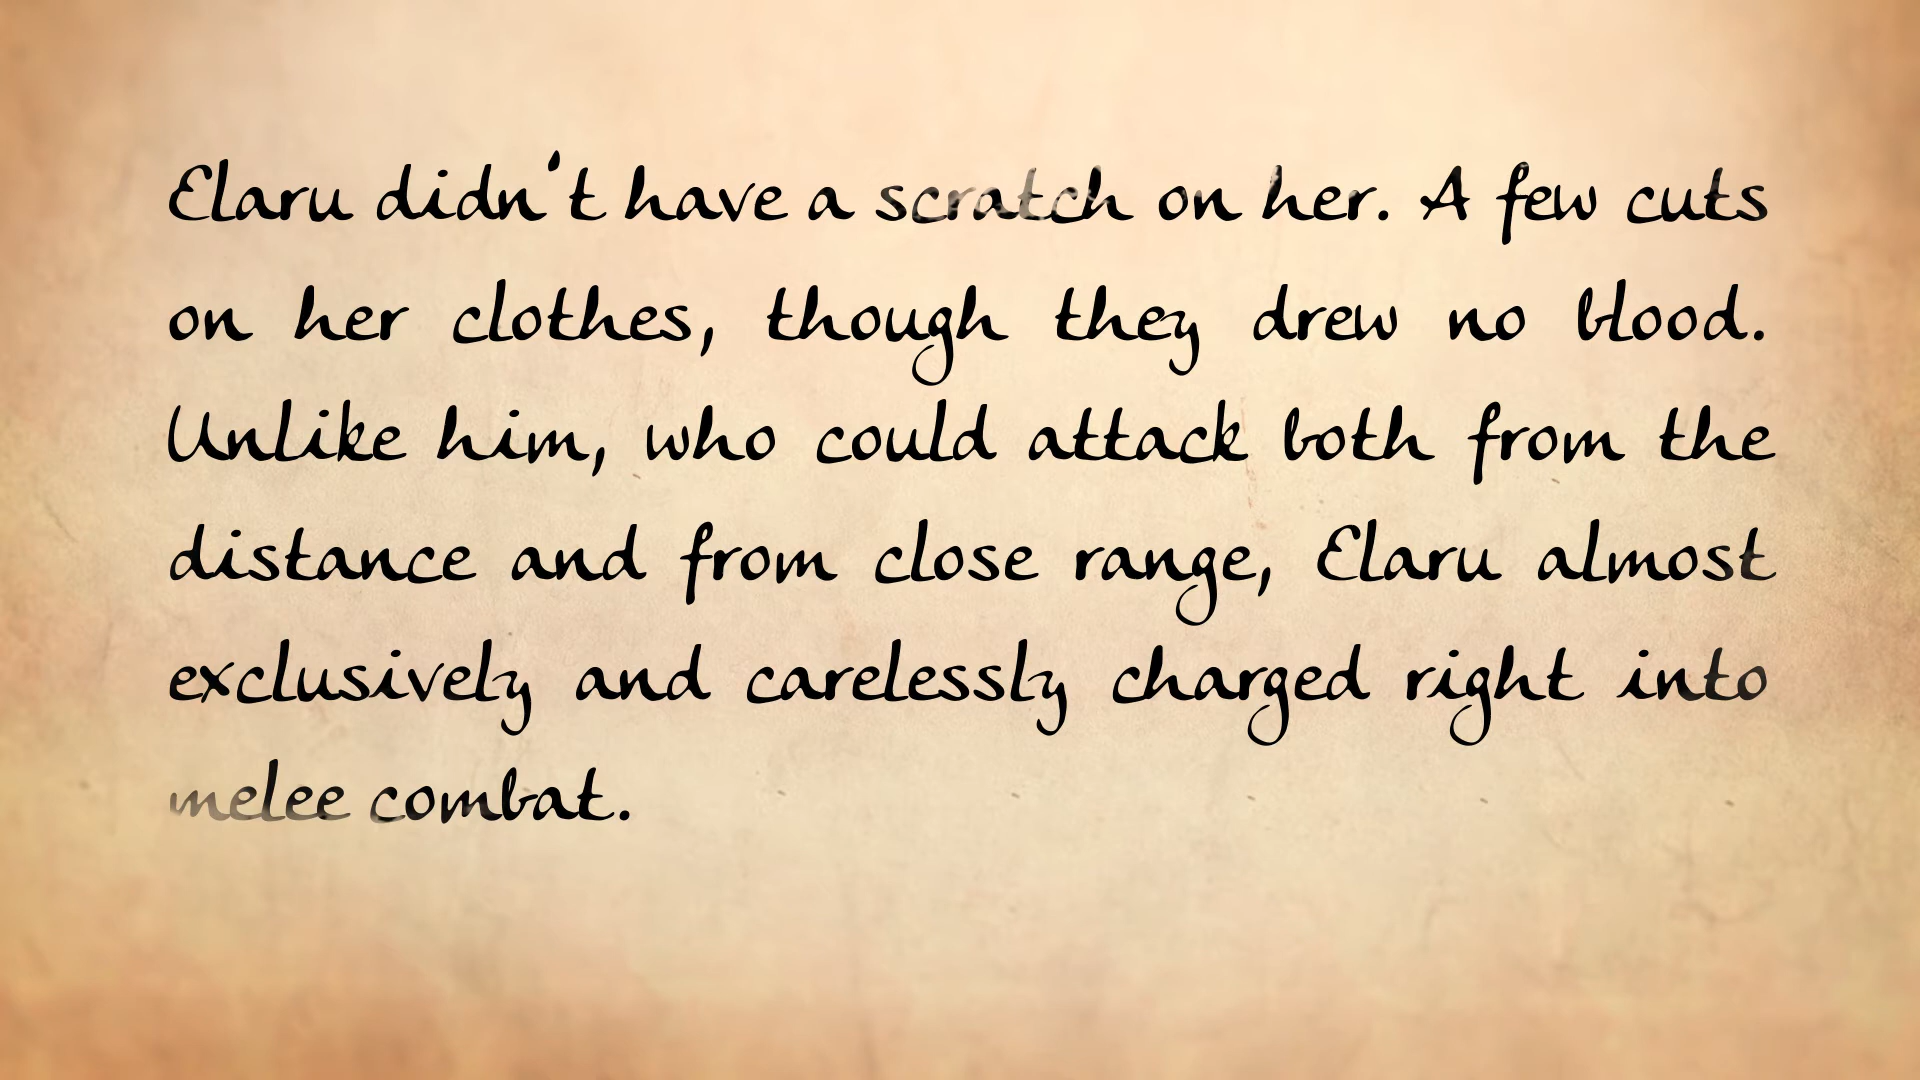 Elaru didn't have a scratch on her. A few cuts
on her clothes, though they drew no blood.
Unlike him, who could attack both from the
distance and from close range, Elaru almost
exclusively and carelessly charged right into
melee combat.